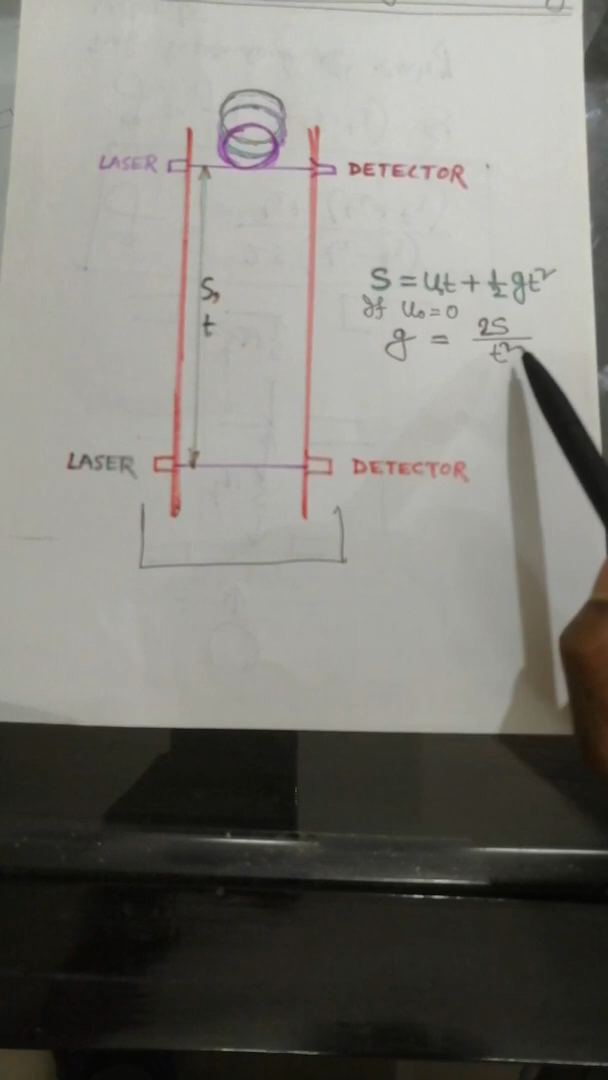 LASER
DETECTOR
S,
t
S = u₀t + ½gt²
If u₀ = 0
g = 2S/t²
LASER
DETECTOR